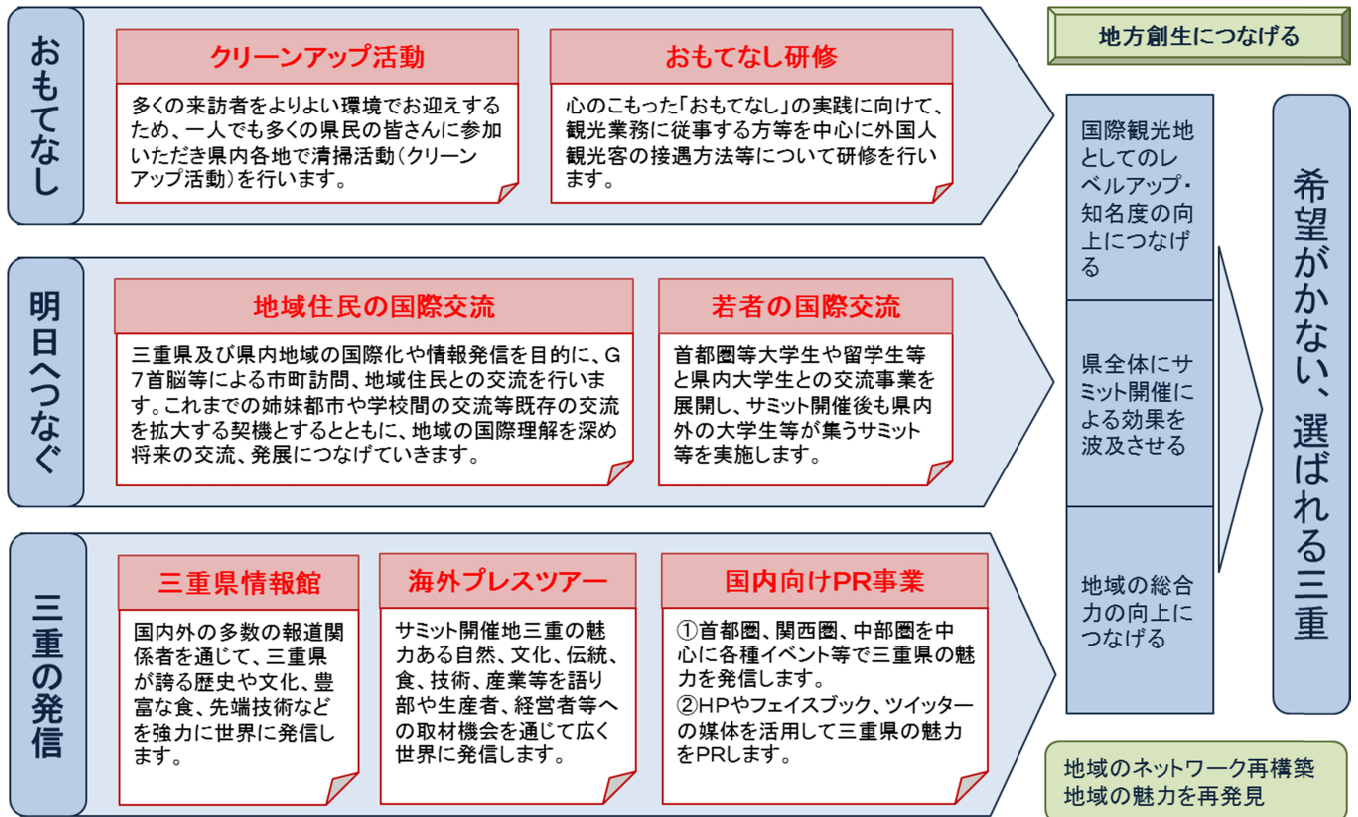 おもてなし
クリーンアップ活動
多くの来訪者をよりよい環境でお迎えする
ため、一人でも多くの県民の皆さんに参加
いただき県内各地で清掃活動（クリーン
アップ活動）を行います。
おもてなし研修
心のこもった「おもてなし」の実践に向けて、
観光業務に従事する方等を中心に外国人
観光客の接遇方法等について研修を行い
ます。
明日へつなぐ
地域住民の国際交流
三重県及び県内地域の国際化や情報発信を目的に、G
7首脳等による市町訪問、地域住民との交流を行いま
す。これまでの姉妹都市や学校間の交流等既存の交流
を拡大する契機とするとともに、地域の国際理解を深め
将来の交流、発展につなげていきます。
若者の国際交流
首都圏等大学生や留学生等
と県内大学生との交流事業を
展開し、サミット開催後も県内
外の大学生等が集うサミット
等を実施します。
三重の発信
三重県情報館
国内外の多数の報道関
係者を通じて、三重県
が誇る歴史や文化、豊
富な食、先端技術など
を強力に世界に発信し
ます。
海外プレスツアー
サミット開催地三重の魅
力ある自然、文化、伝統、
食、技術、産業等を語り
部や生産者、経営者等へ
の取材機会を通じて広く
世界に発信します。
国内向けPR事業
①首都圏、関西圏、中部圏を中
心に各種イベント等で三重県の魅
力を発信します。
②HPやフェイスブック、ツイッター
の媒体を活用して三重県の魅力
をPRします。
地方創生につなげる
国際観光地
としてのレ
ベルアップ・
知名度の向
上につなげ
る
県全体にサ
ミット開催に
よる効果を
波及させる
地域の総合
力の向上に
つなげる
希望がかない、選ばれる三重
地域のネットワーク再構築
地域の魅力を再発見